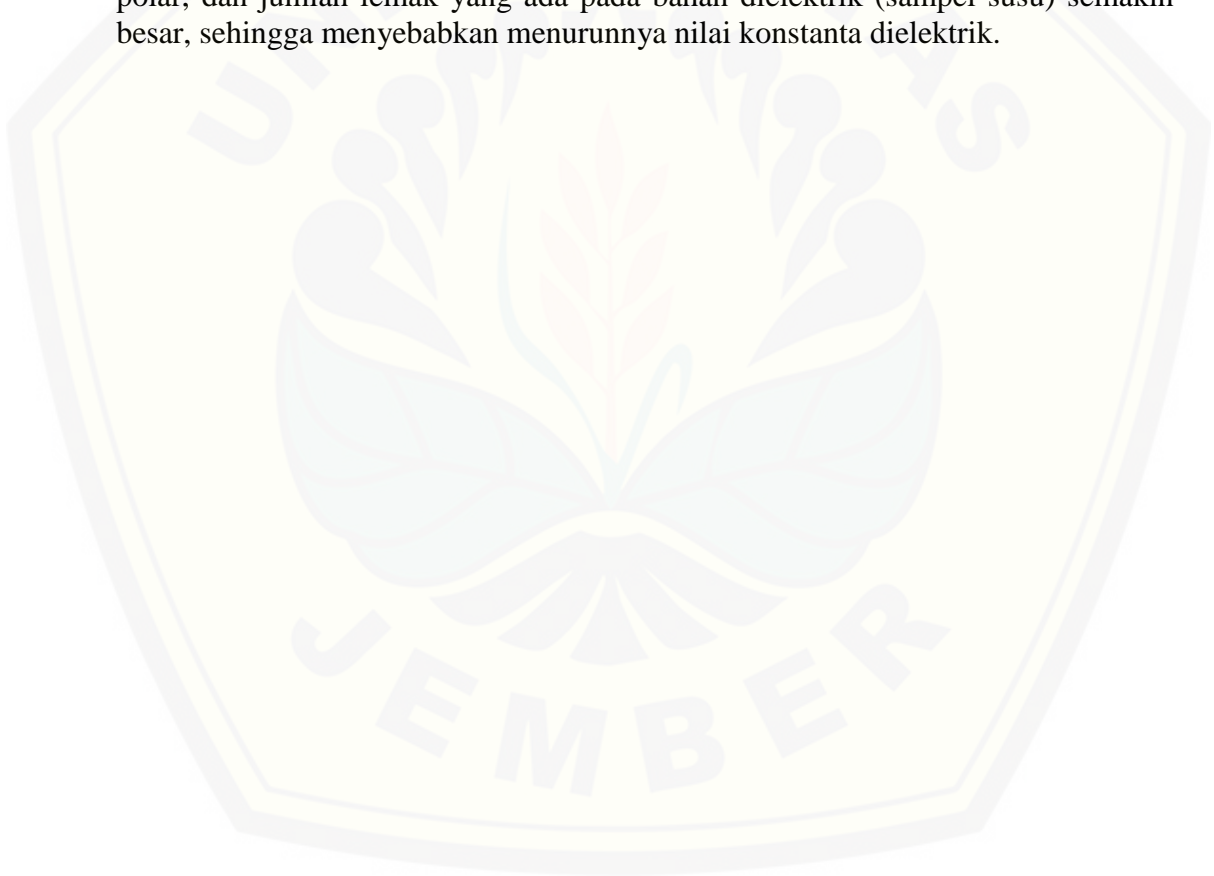 polar, dan jumlah lemak yang ada pada bahan dielektrik (sampel susu) semakin
besar, sehingga menyebabkan menurunnya nilai konstanta dielektrik.
JEMBER